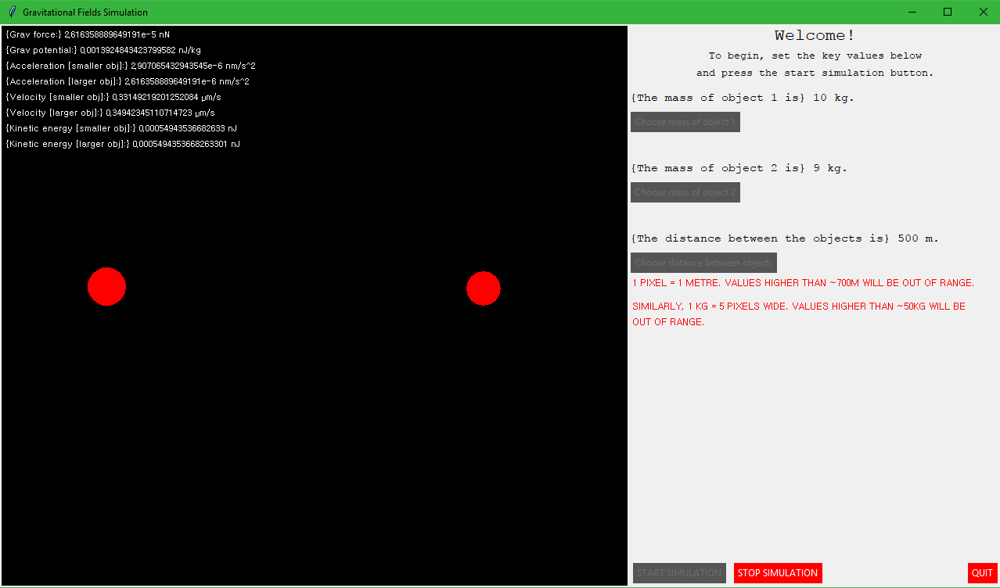 Gravitational Fields Simulation
{Grav force:} 2,616358889649191e-5 nN
{Grav potential:} 0,0013924843423799582 nJ/kg
{Acceleration [smaller obj]:} 2,907065432943545e-6 nm/s^2
{Acceleration [larger obj]:} 2,616358889649191e-6 nm/s^2
{Velocity [smaller obj]:} 0,33149219201252084 µm/s
{Velocity [larger obj]:} 0,34942345110714723 µm/s
{Kinetic energy [smaller obj]:} 0,00054943536682633 nJ
{Kinetic energy [larger obj]:} 0,0005494353668263301 nJ
Welcome!
To begin, set the key values below
and press the start simulation button.
{The mass of object 1 is} 10 kg.
Choose mass of object 1
{The mass of object 2 is} 9 kg.
Choose mass of object 2
{The distance between the objects is} 500 m.
Choose distance between objects
1 PIXEL = 1 METRE. VALUES HIGHER THAN ~700M WILL BE OUT OF RANGE.
SIMILARLY, 1 KG = 5 PIXELS WIDE. VALUES HIGHER THAN ~50KG WILL BE
OUT OF RANGE.
START SIMULATION
STOP SIMULATION
QUIT